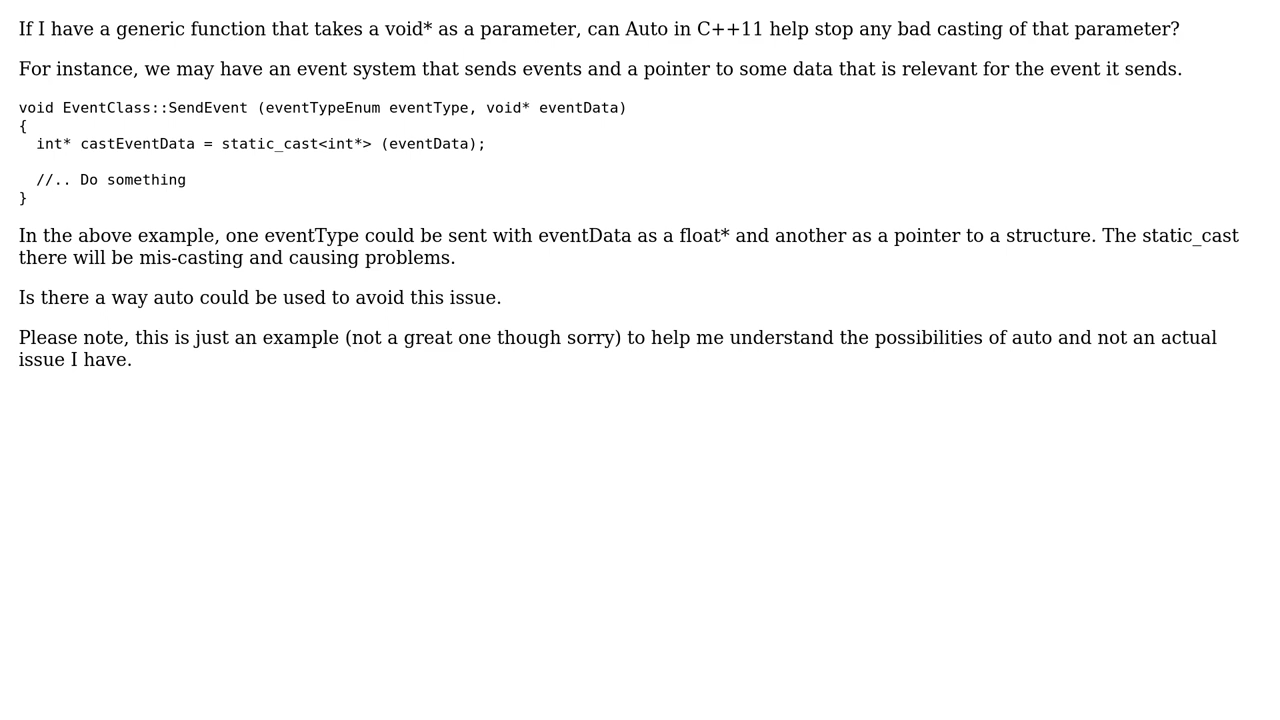 If I have a generic function that takes a void* as a parameter, can Auto in C++11 help stop any bad casting of that parameter?
For instance, we may have an event system that sends events and a pointer to some data that is relevant for the event it sends.
void EventClass::SendEvent (eventTypeEnum eventType, void* eventData)
{
  int* castEventData = static_cast<int*> (eventData);
  //.. Do something
}
In the above example, one eventType could be sent with eventData as a float* and another as a pointer to a structure. The static_cast
there will be mis-casting and causing problems.
Is there a way auto could be used to avoid this issue.
Please note, this is just an example (not a great one though sorry) to help me understand the possibilities of auto and not an actual
issue I have.